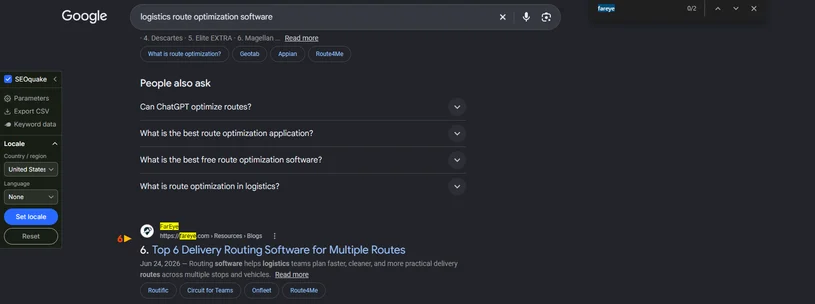 Google
logistics route optimization software
fareye
0/2
· 4. Descartes · 5. Elite EXTRA · 6. Magellan ... Read more
What is route optimization?
Geotab
Appian
Route4Me
SEOquake
Parameters
Export CSV
Keyword data
Locale
Country / region
United States
Language
None
Set locale
Reset
People also ask
Can ChatGPT optimize routes?
What is the best route optimization application?
What is the best free route optimization software?
What is route optimization in logistics?
FarEye
https://fareye.com › Resources › Blogs
6
6. Top 6 Delivery Routing Software for Multiple Routes
Jun 24, 2026 — Routing software helps logistics teams plan faster, cleaner, and more practical delivery
routes across multiple stops and vehicles. Read more
Routific
Circuit for Teams
Onfleet
Route4Me